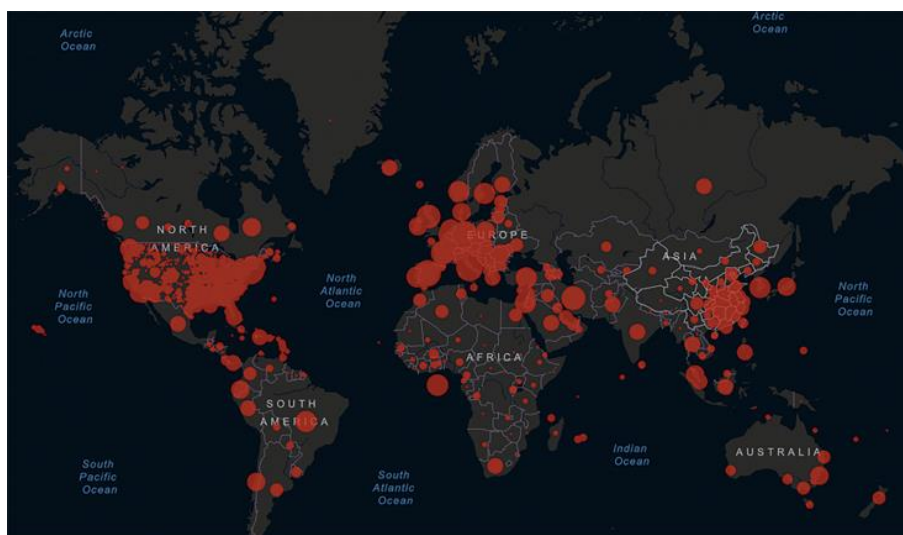 Arctic
Ocean
Arctic
Ocean
NORTH
AMERICA
EUROPE
ASIA
North
Pacific
Ocean
North
Atlantic
Ocean
North
Pacific
Ocean
AFRICA
SOUTH
AMERICA
Indian
Ocean
AUSTRALIA
South
Pacific
Ocean
South
Atlantic
Ocean